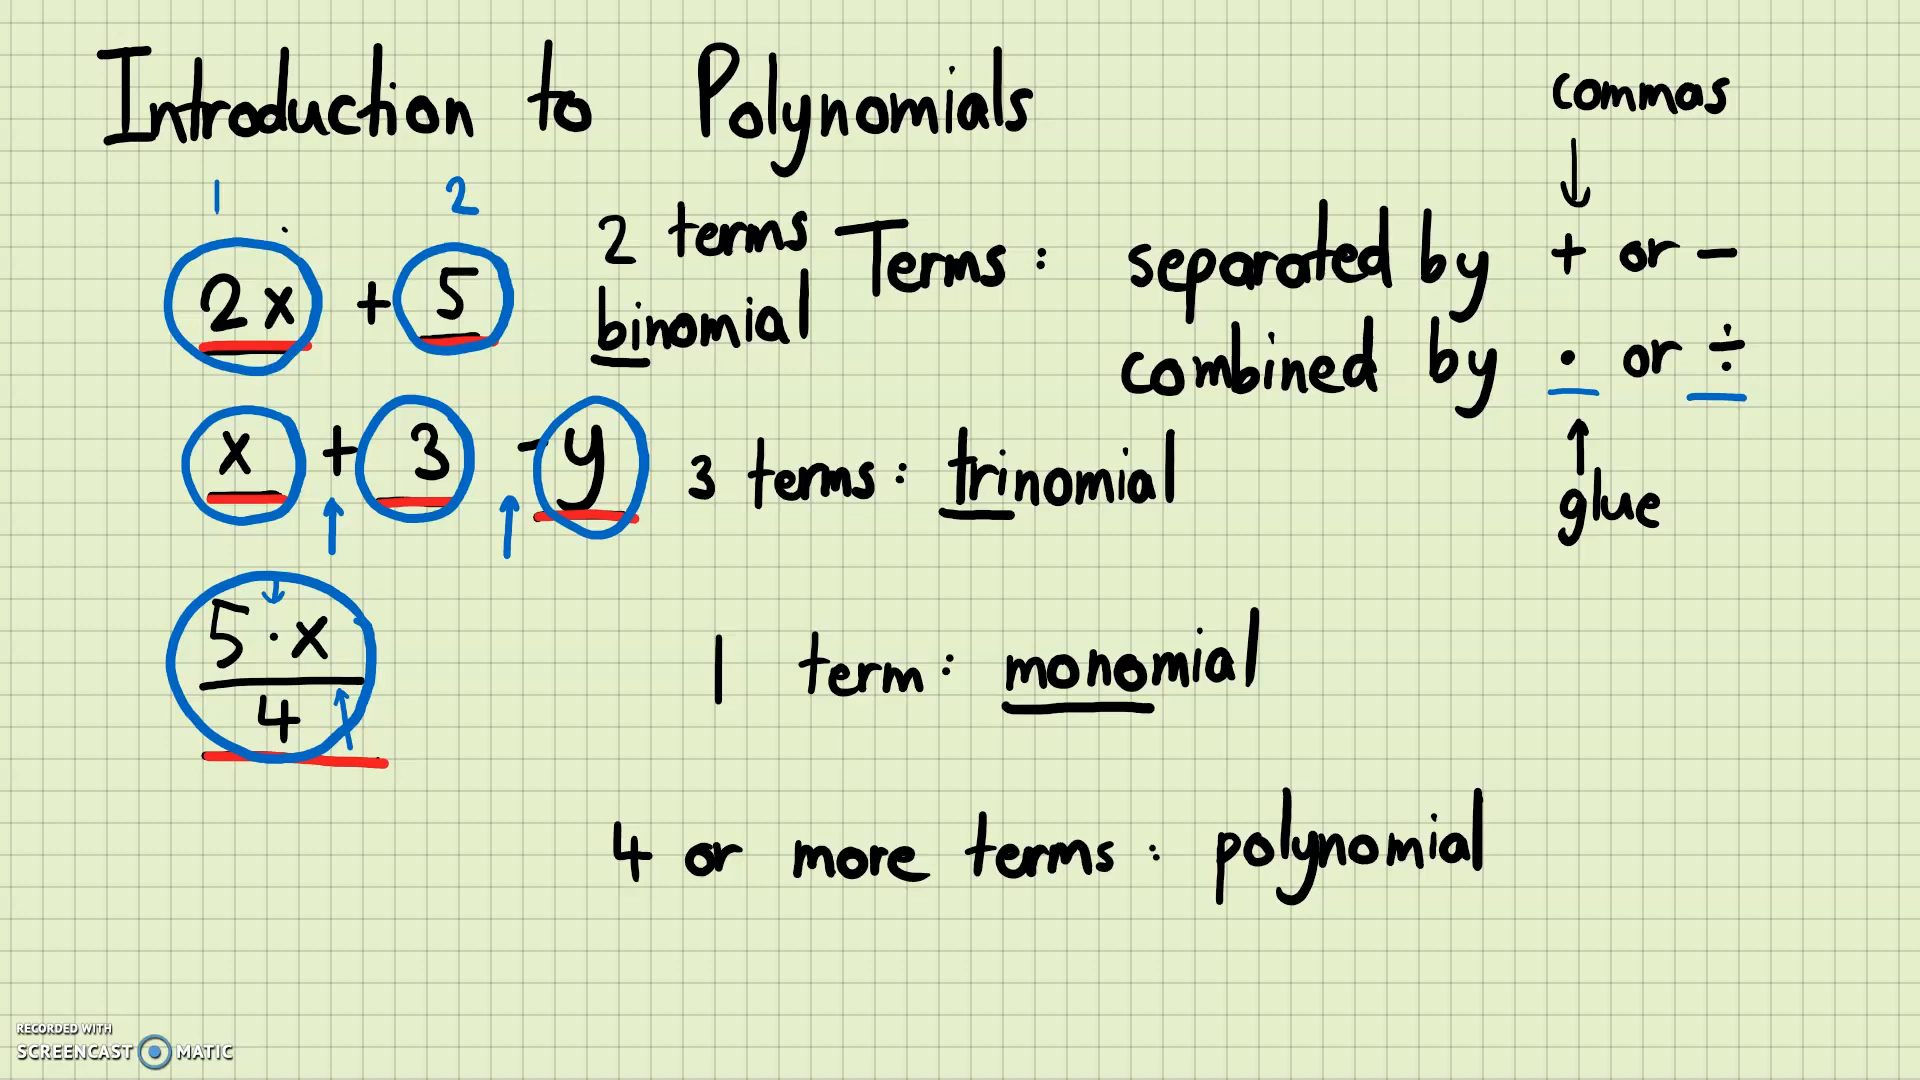 Introduction to Polynomials
commas
1 2
2x + 5
2 terms
binomial
Terms: separated by + or −
combined by · or ÷
glue
x + 3 - y
3 terms: trinomial
5 · x
4
1 term: monomial
4 or more terms: polynomial
RECORDED WITH
SCREENCAST MATIC